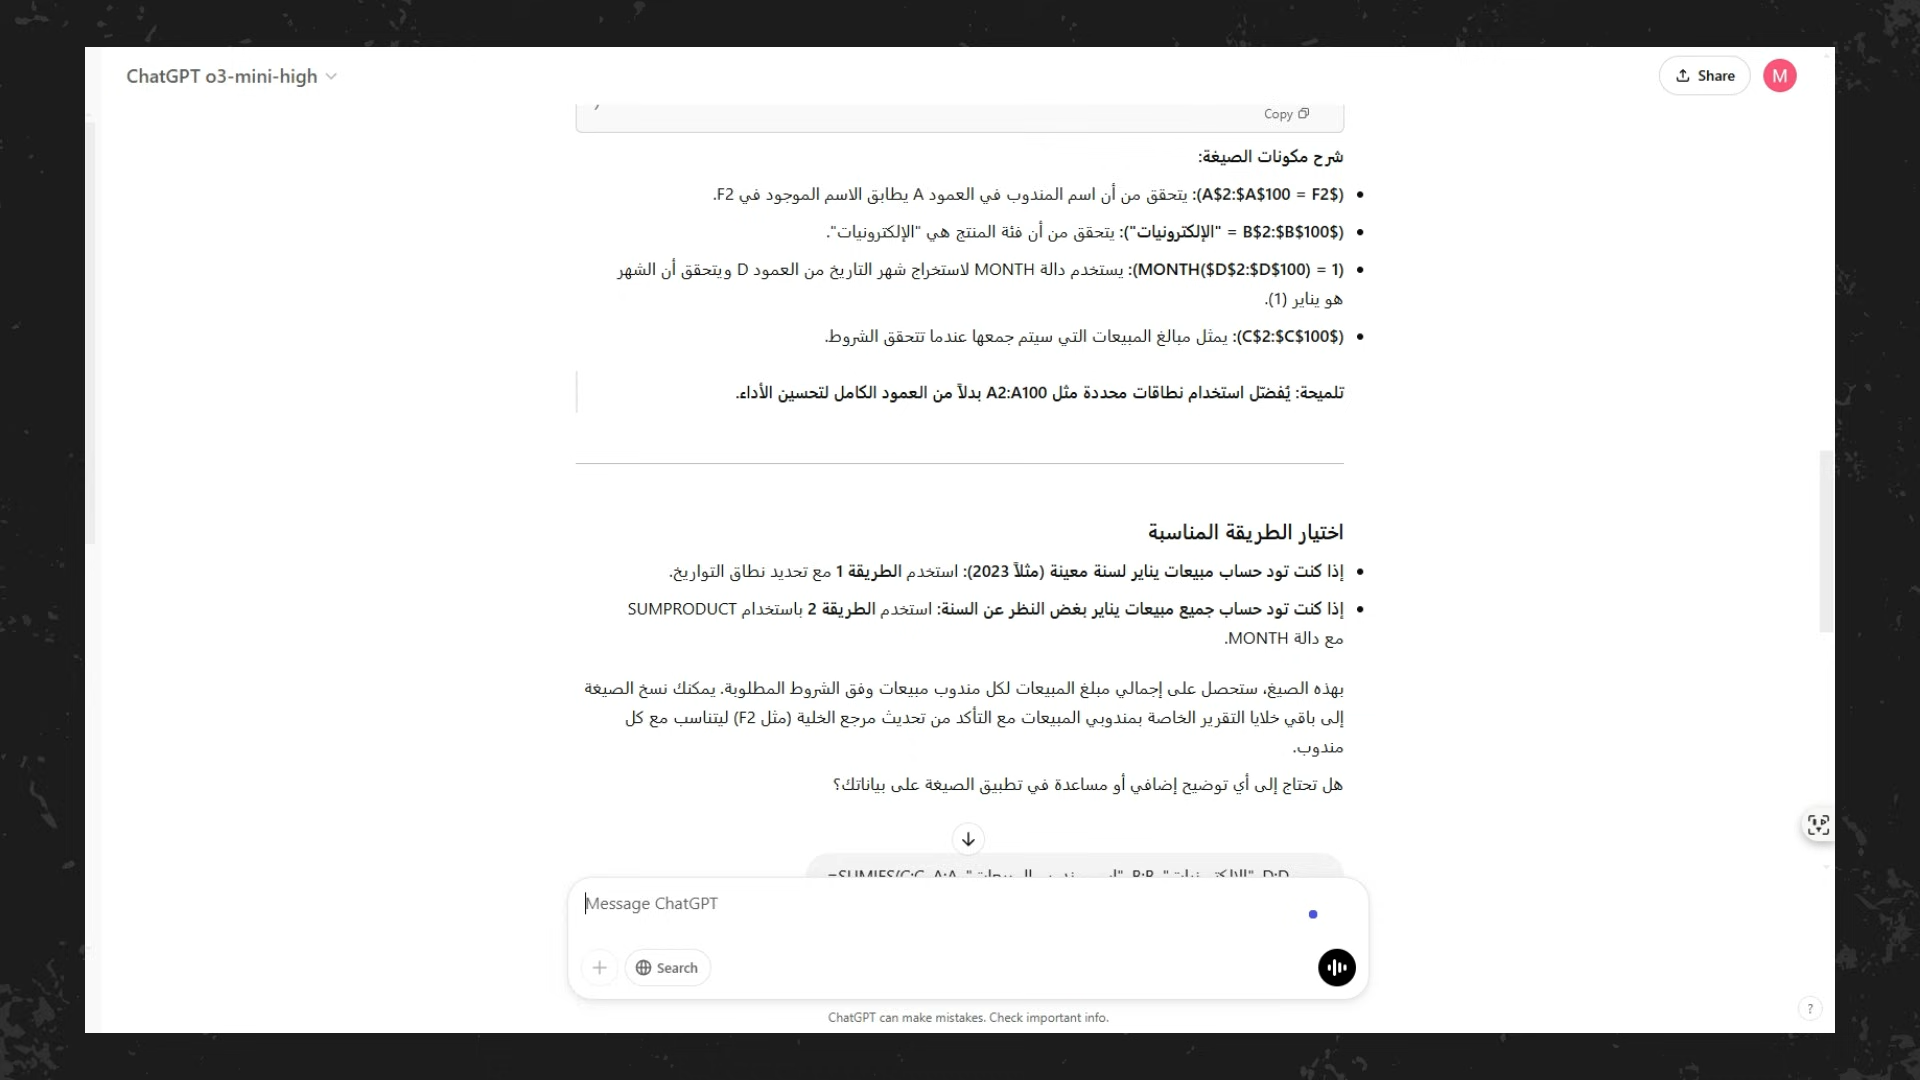 ChatGPT o3-mini-high
Share
M
Copy
شرح مكونات الصيغة:
($A$2:$A$100 = F2): يتحقق من أن اسم المندوب في العمود A يطابق الاسم الموجود في F2.
($B$2:$B$100 = "الإلكترونيات"): يتحقق من أن فئة المنتج هي "الإلكترونيات".
(MONTH($D$2:$D$100) = 1): يستخدم دالة MONTH لاستخراج شهر التاريخ من العمود D ويتحقق أن الشهر
هو يناير (1).
($C$2:$C$100): يمثل مبالغ المبيعات التي سيتم جمعها عندما تتحقق الشروط.
تلميحة: يُفضّل استخدام نطاقات محددة مثل A2:A100 بدلاً من العمود الكامل لتحسين الأداء.
اختيار الطريقة المناسبة
إذا كنت تود حساب مبيعات يناير لسنة معينة (مثلاً 2023): استخدم الطريقة 1 مع تحديد نطاق التواريخ.
إذا كنت تود حساب جميع مبيعات يناير بغض النظر عن السنة: استخدم الطريقة 2 باستخدام SUMPRODUCT
مع دالة MONTH.
بهذه الصيغ، ستحصل على إجمالي مبلغ المبيعات لكل مندوب مبيعات وفق الشروط المطلوبة. يمكنك نسخ الصيغة
إلى باقي خلايا التقرير الخاصة بمندوبي المبيعات مع التأكد من تحديث مرجع الخلية (مثل F2) ليتناسب مع كل
مندوب.
هل تحتاج إلى أي توضيح إضافي أو مساعدة في تطبيق الصيغة على بياناتك؟
Message ChatGPT
Search
ChatGPT can make mistakes. Check important info.
?